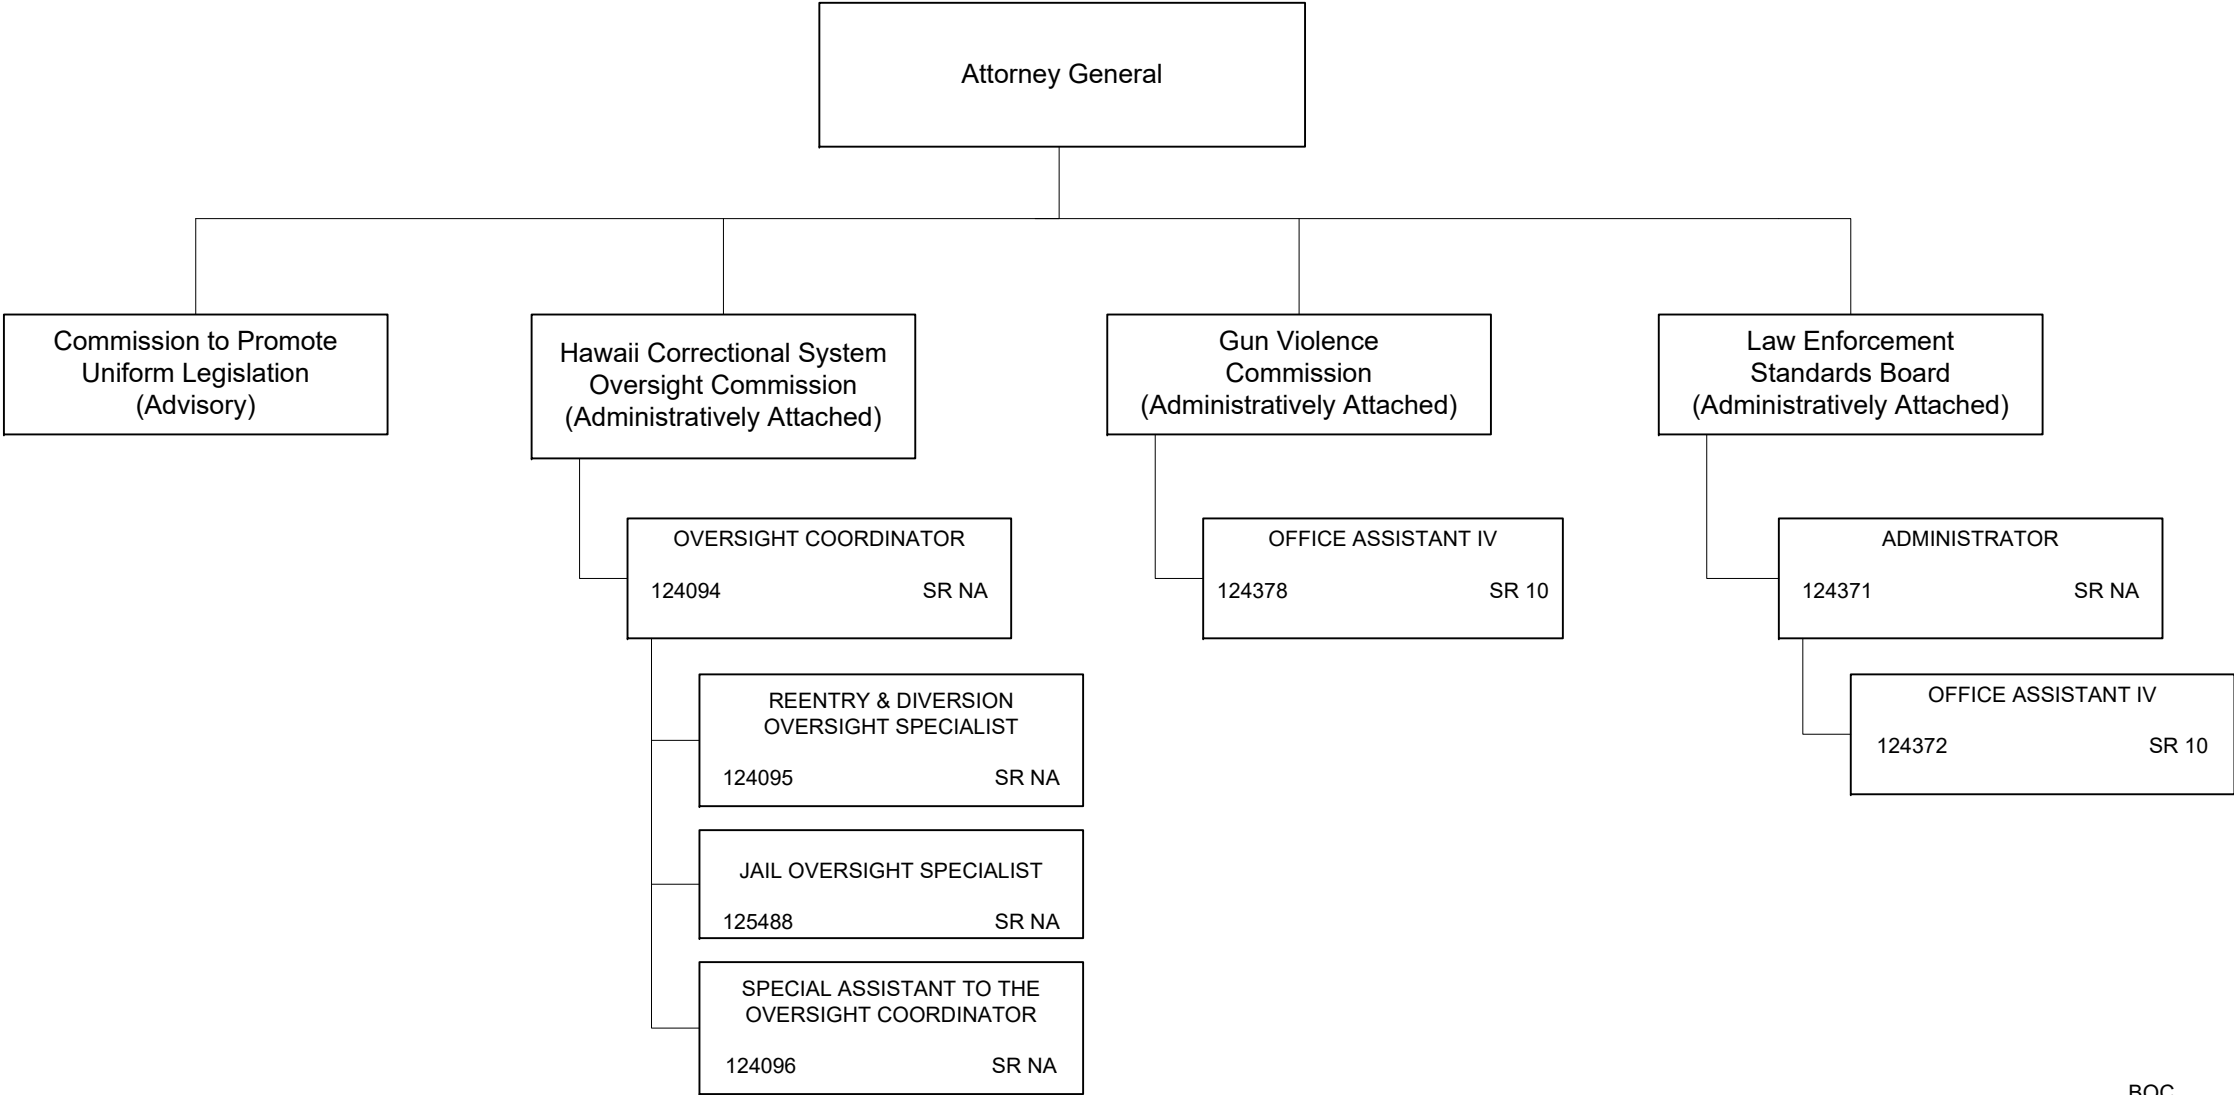 Attorney General
Commission to Promote
Uniform Legislation
(Advisory)
Hawaii Correctional System
Oversight Commission
(Administratively Attached)
Gun Violence
Commission
(Administratively Attached)
Law Enforcement
Standards Board
(Administratively Attached)
OVERSIGHT COORDINATOR
124094 SR NA
REENTRY & DIVERSION
OVERSIGHT SPECIALIST
124095 SR NA
JAIL OVERSIGHT SPECIALIST
125488 SR NA
SPECIAL ASSISTANT TO THE
OVERSIGHT COORDINATOR
124096 SR NA
OFFICE ASSISTANT IV
124378 SR 10
ADMINISTRATOR
124371 SR NA
OFFICE ASSISTANT IV
124372 SR 10